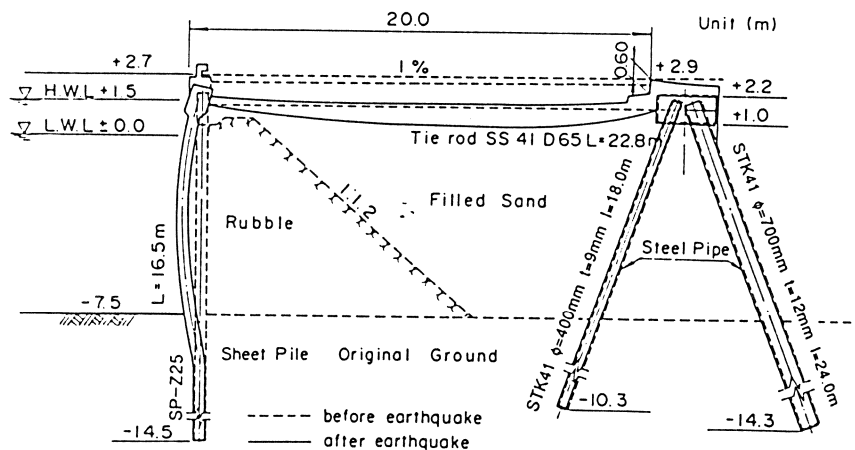 20.0
Unit (m)
+2.7
1 %
0.60
+2.9
H.W.L +1.5
+2.2
L.W.L ± 0.0
+1.0
Tie rod SS 41 D65 L=22.8m
1:1.2
Filled Sand
Rubble
L=16.5m
STK41 φ=400mm t=9mm l=18.0m
STK41 φ=700mm t=12mm l=24.0m
Steel Pipe
-7.5
Sheet Pile Original Ground
SP-Z25
before earthquake
after earthquake
-14.5
-10.3
-14.3